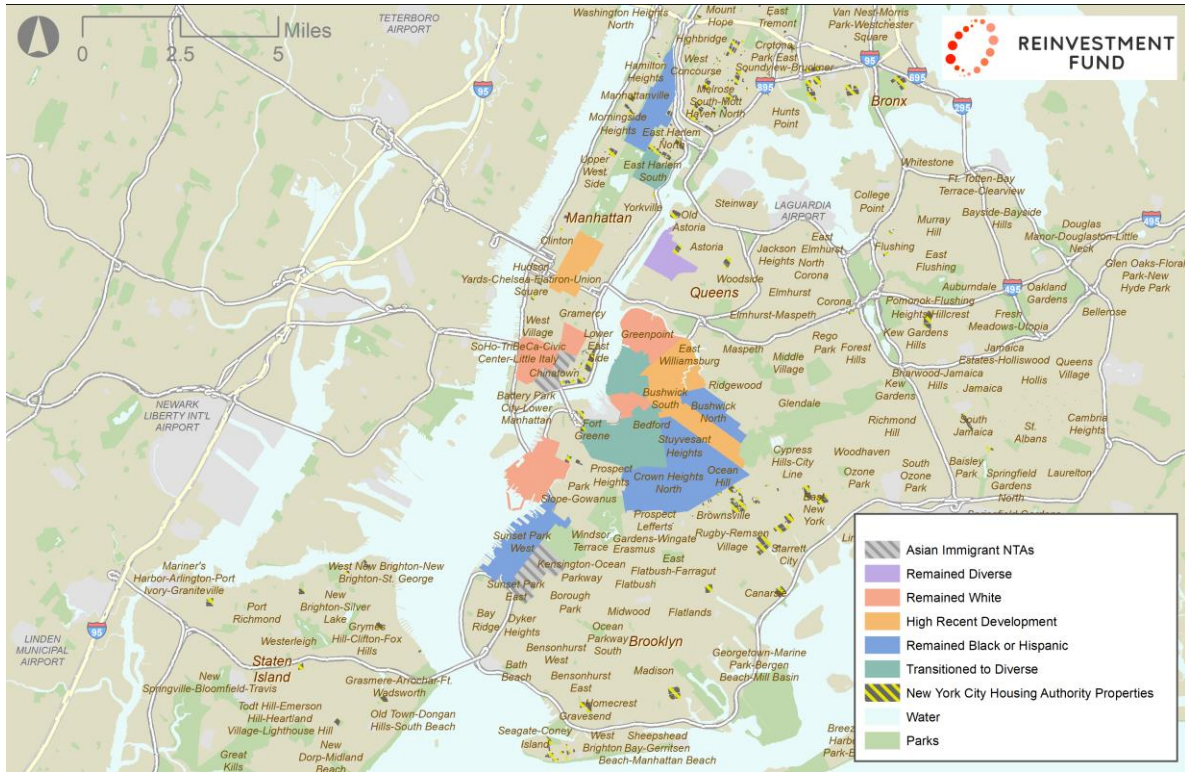 0
2.5
5
Miles
REINVESTMENT
FUND
TETERBORO
AIRPORT
Washington Heights
North
Mount
Hope
East
Tremont
Van Nest-Morris
Park-Westchester
Square
Highbridge
Crotona
Park East
West
Concourse
Soundview-Bruckner
Hamilton
Heights
Manhattanville
Melrose
South-Mott
Haven North
Morningside
Heights
Hunts
Point
Bronx
95
95
895
695
295
East Harlem
North
East Harlem
South
Upper
West
Side
Yorkville
Manhattan
Steinway
LAGUARDIA
AIRPORT
Whitestone
Ft. Totten-Bay
Terrace-Clearview
College
Point
Old
Astoria
Astoria
Murray
Hill
Bayside-Bayside
Hills
Douglas
Manor-Douglaston-Little
Neck
495
Clinton
Jackson
Heights
East
Elmhurst
North
Corona
Flushing
East
Flushing
Glen Oaks-Floral
Park-New
Hyde Park
Hudson
Yards-Chelsea-Flatiron-Union
Square
Woodside
Queens
Elmhurst
Corona
Auburndale
495
Oakland
Gardens
Pomonok-Flushing
Heights-Hillcrest
Fresh
Meadows-Utopia
Bellerose
Gramercy
Elmhurst-Maspeth
West
Village
Lower
East
Side
Greenpoint
SoHo-TriBeCa-Civic
Center-Little Italy
Chinatown
East
Williamsburg
Maspeth
Rego
Park
Forest
Hills
Kew Gardens
Hills
Jamaica
Estates-Holliswood
Queens
Village
Middle
Village
Briarwood-Jamaica
Hills
Kew
Gardens
Jamaica
Hollis
Battery Park
City-Lower
Manhattan
Bushwick
South
Ridgewood
Bushwick
North
Glendale
Richmond
Hill
South
Jamaica
St.
Albans
Cambria
Heights
NEWARK
LIBERTY INT'L
AIRPORT
Fort
Greene
Bedford
Stuyvesant
Heights
Cypress
Hills-City
Line
Woodhaven
Ozone
Park
South
Ozone
Park
Baisley
Park
Springfield
Gardens
North
Laurelton
Prospect
Heights
Park
Slope-Gowanus
Crown Heights
North
Ocean
Hill
Brownsville
East
New
York
Sunset Park
West
Windsor
Terrace
Prospect
Lefferts
Gardens-Wingate
Erasmus
Rugby-Remsen
Village
Starrett
City
Kensington-Ocean
Parkway
East
Flatbush-Farragut
Flatbush
Canarsie
Sunset Park
East
Borough
Park
Midwood
Flatlands
Bay
Ridge
Dyker
Heights
Ocean
Parkway
South
Brooklyn
Bensonhurst
West
Georgetown-Marine
Park-Bergen
Beach-Mill Basin
Bath
Beach
Bensonhurst
East
Madison
Homecrest
Gravesend
Seagate-Coney
Island
West
Brighton
Sheepshead
Bay-Gerritsen
Beach-Manhattan Beach
Mariner's
Harbor-Arlington-Port
Ivory-Graniteville
West New Brighton-New
Brighton-St. George
Port
Richmond
New
Brighton-Silver
Lake
Grymes
Hill-Clifton-Fox
Hills
95
LINDEN
MUNICIPAL
AIRPORT
Westerleigh
Staten
Island
New
Springville-Bloomfield-Travis
Grasmere-Arrochar-Ft.
Wadsworth
Todt Hill-Emerson
Hill-Heartland
Village-Lighthouse Hill
Old Town-Dongan
Hills-South Beach
Great
Kills
New
Dorp-Midland
Beach
Asian Immigrant NTAs
Remained Diverse
Remained White
High Recent Development
Remained Black or Hispanic
Transitioned to Diverse
New York City Housing Authority Properties
Water
Parks